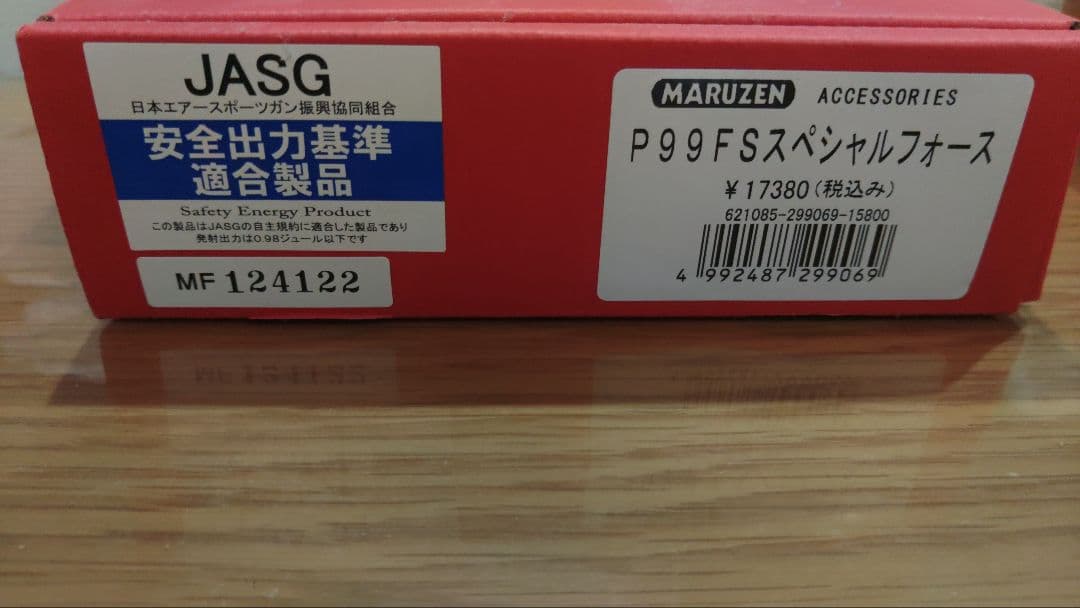 JASG
日本エアースポーツガン振興協同組合
安全出力基準
適合製品
Safety Energy Product
この製品はJASGの自主規約に適合した製品であり
発射出力は0.98ジュール以下です
MF 124122
MARUZEN ACCESSORIES
P99FSスペシャルフォース
¥17380(税込み)
621085-299069-15800
4 992487 299069